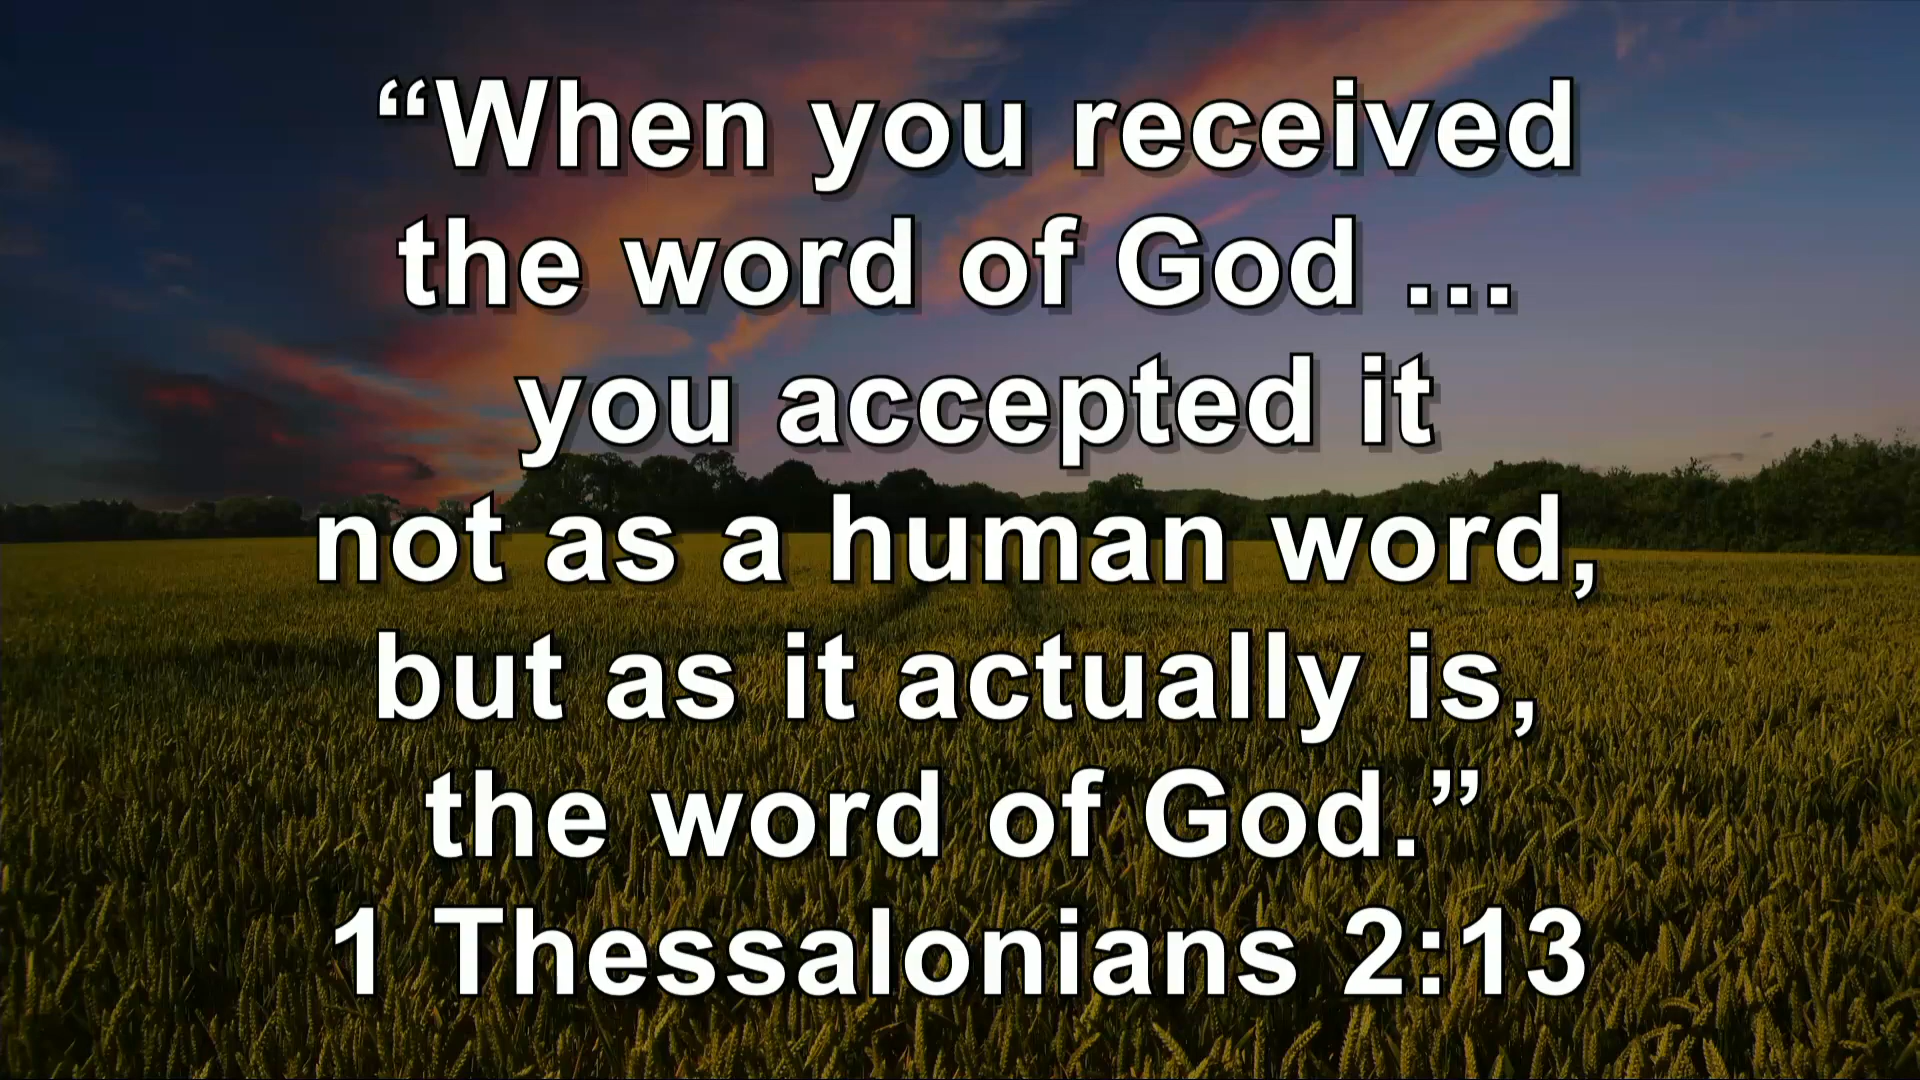 “When you received
the word of God ...
you accepted it
not as a human word,
but as it actually is,
the word of God.”
1 Thessalonians 2:13